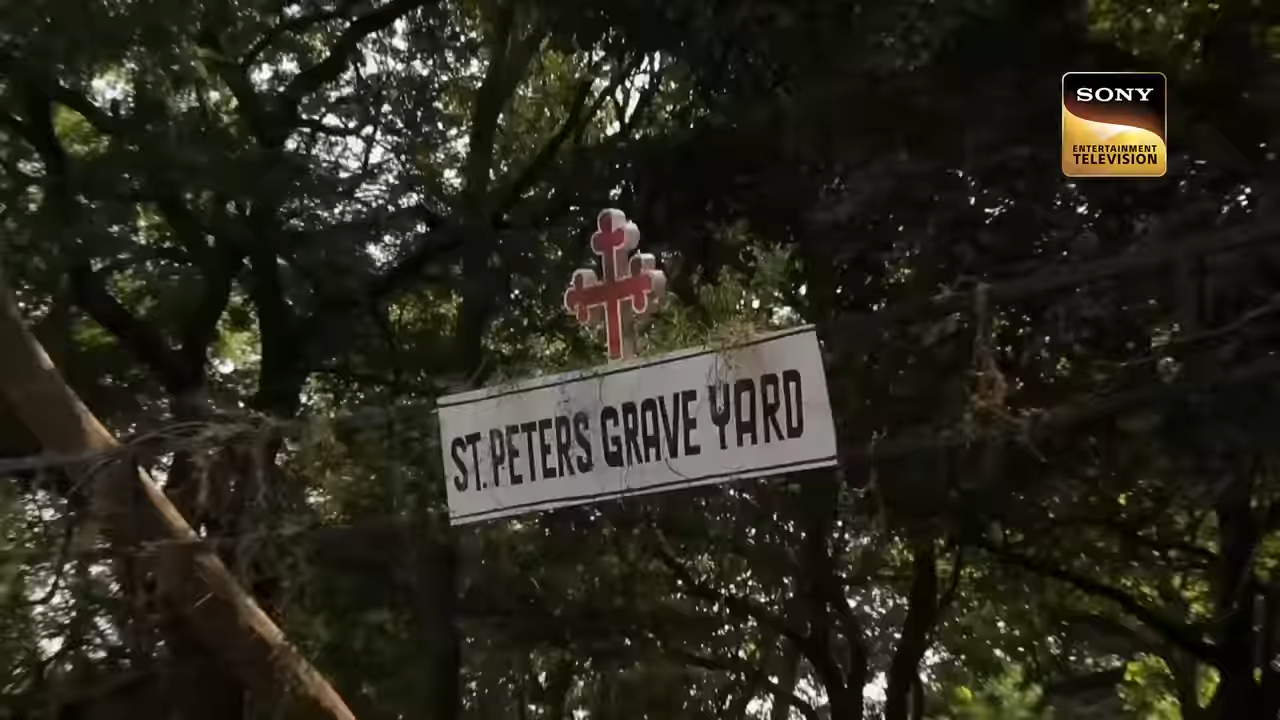 SONY
ENTERTAINMENT
TELEVISION
ST. PETERS GRAVE YARD